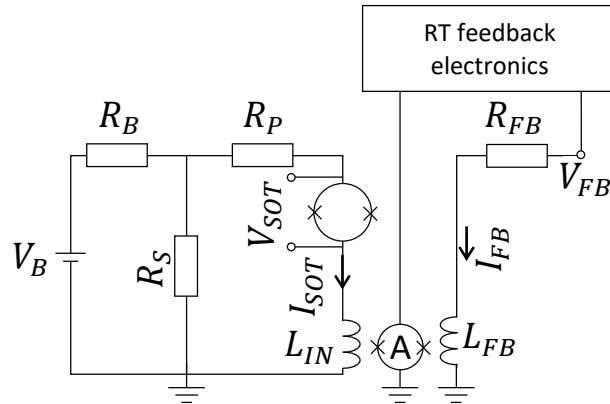 RT feedback
electronics
R_B
R_P
R_FB
V_FB
V_SOT
V_B
R_S
I_SOT
I_FB
L_IN
A
L_FB